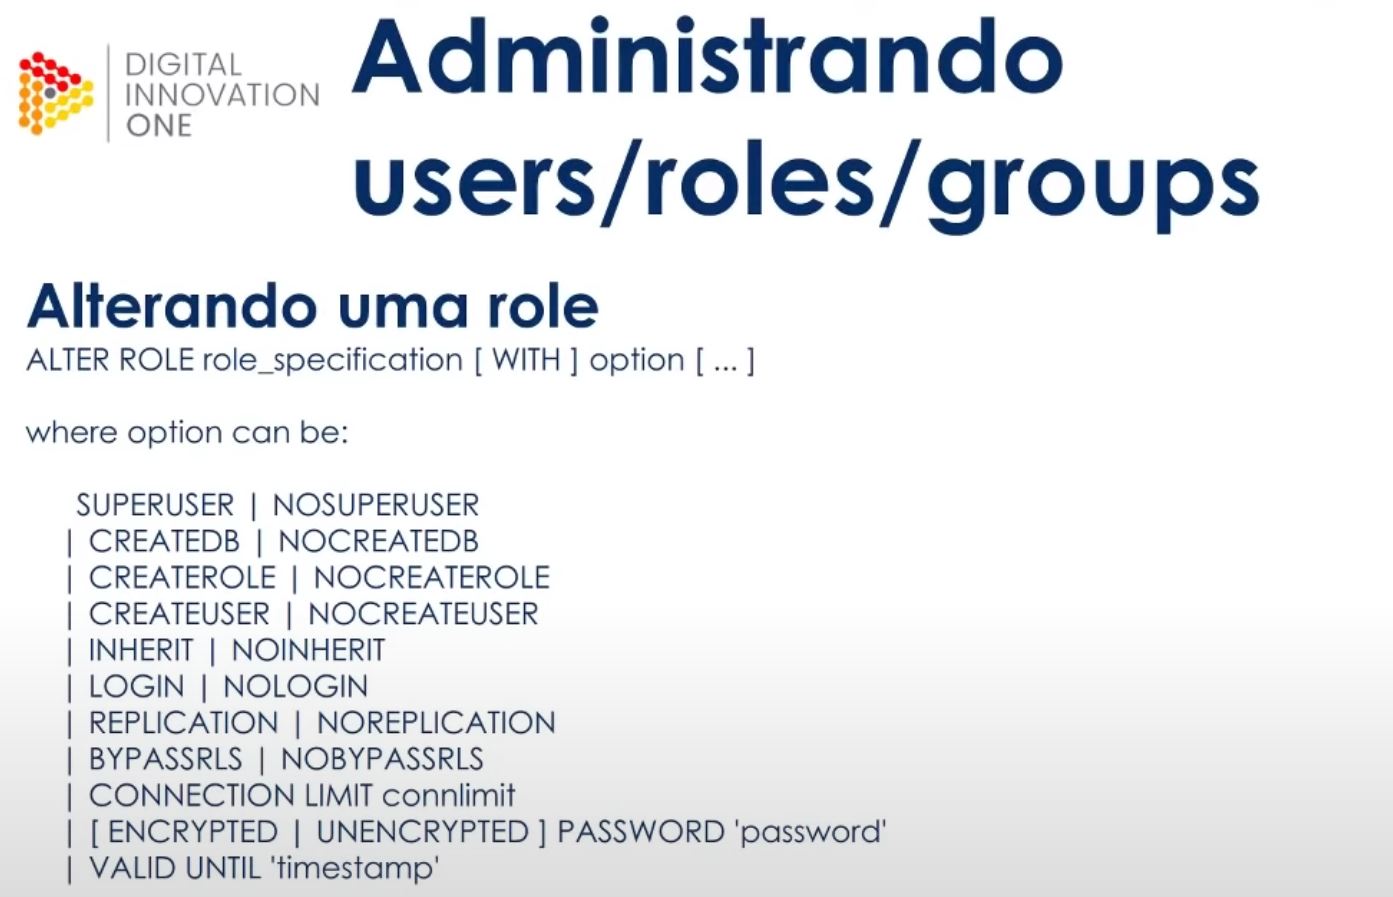 DIGITAL
INNOVATION
ONE
Administrando
users/roles/groups
Alterando uma role
ALTER ROLE role_specification [ WITH ] option [ ... ]
where option can be:
SUPERUSER | NOSUPERUSER
| CREATEDB | NOCREATEDB
| CREATEROLE | NOCREATEROLE
| CREATEUSER | NOCREATEUSER
| INHERIT | NOINHERIT
| LOGIN | NOLOGIN
| REPLICATION | NOREPLICATION
| BYPASSRLS | NOBYPASSRLS
| CONNECTION LIMIT connlimit
| [ ENCRYPTED | UNENCRYPTED ] PASSWORD 'password'
| VALID UNTIL 'timestamp'